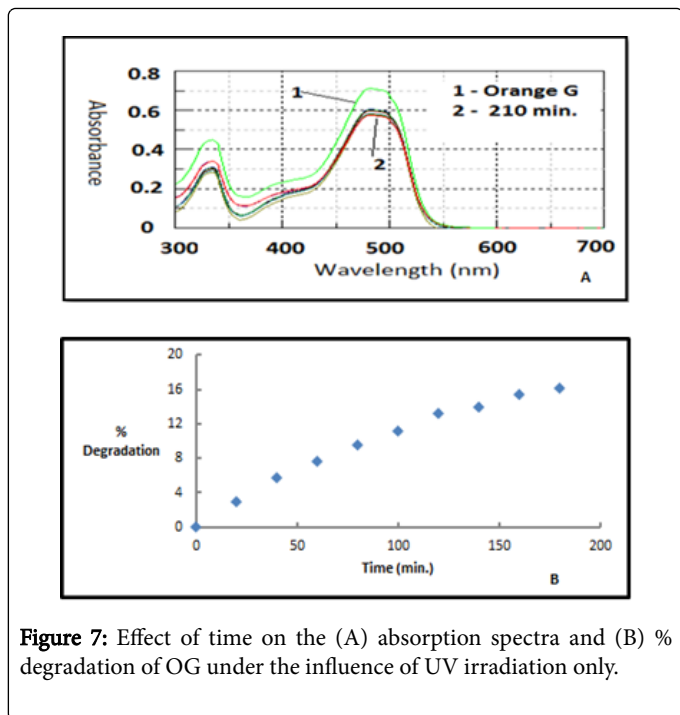 0.8
0.6
0.4
0.2
0
Absorbance
1
2
1 - Orange G
2 - 210 min.
300 400 500 600 700
Wavelength (nm)
A
20
16
12
8
4
0
%
Degradation
0 50 100 150 200
Time (min.)
B
Figure 7: Effect of time on the (A) absorption spectra and (B) %
degradation of OG under the influence of UV irradiation only.